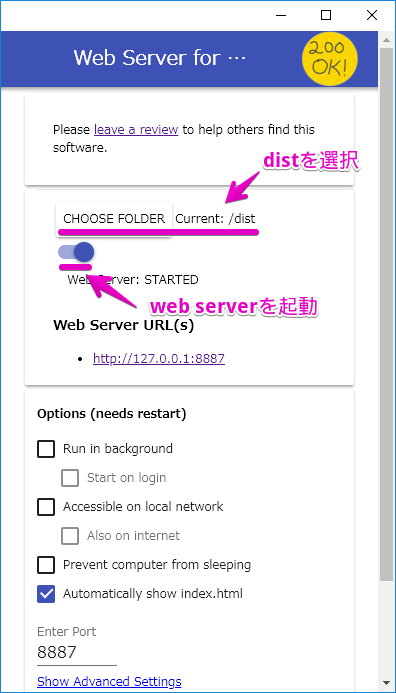 Web Server for ...
200
OK!
Please leave a review to help others find this
software.
distを選択
CHOOSE FOLDER Current: /dist
Web Server: STARTED
web serverを起動
Web Server URL(s)
• http://127.0.0.1:8887
Options (needs restart)
Run in background
Start on login
Accessible on local network
Also on internet
Prevent computer from sleeping
Automatically show index.html
Enter Port
8887
Show Advanced Settings